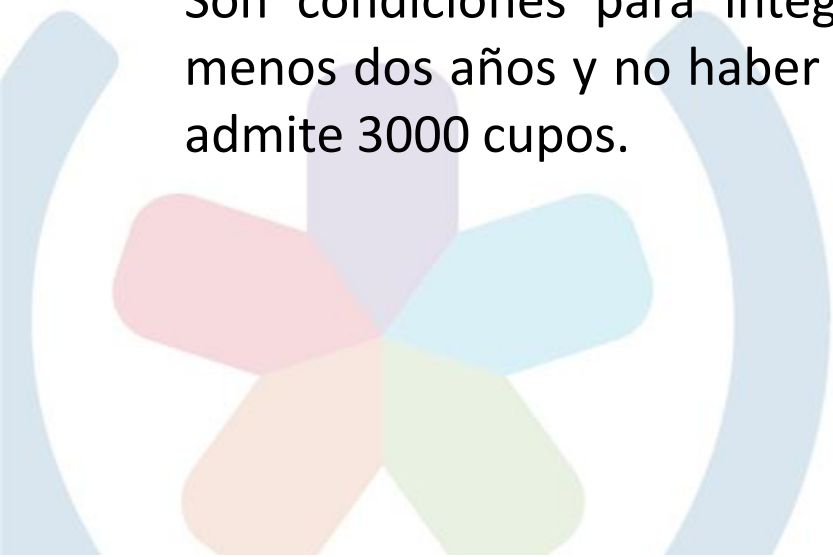 Son condiciones para integ
menos dos años y no haber
admite 3000 cupos.